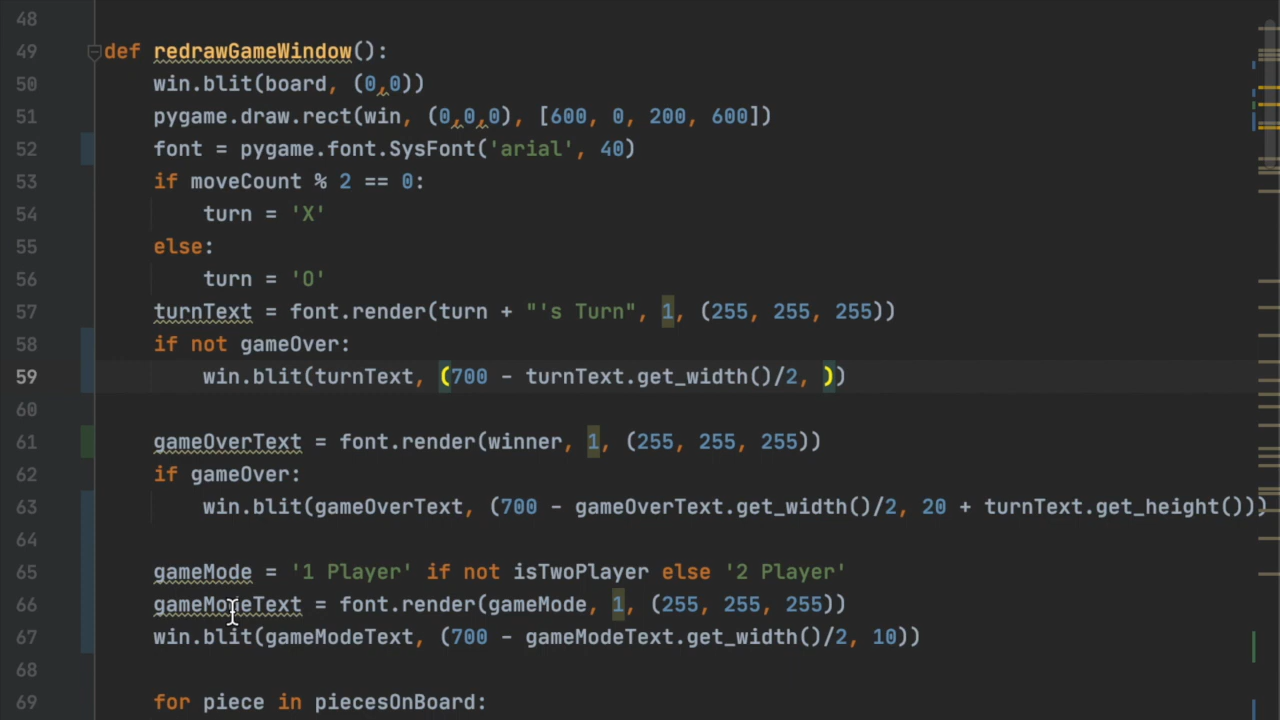 48
49 def redrawGameWindow():
50 win.blit(board, (0,0))
51 pygame.draw.rect(win, (0,0,0), [600, 0, 200, 600])
52 font = pygame.font.SysFont('arial', 40)
53 if moveCount % 2 == 0:
54 turn = 'X'
55 else:
56 turn = 'O'
57 turnText = font.render(turn + "'s Turn", 1, (255, 255, 255))
58 if not gameOver:
59 win.blit(turnText, (700 - turnText.get_width()/2, ))
60
61 gameOverText = font.render(winner, 1, (255, 255, 255))
62 if gameOver:
63 win.blit(gameOverText, (700 - gameOverText.get_width()/2, 20 + turnText.get_height()))
64
65 gameMode = '1 Player' if not isTwoPlayer else '2 Player'
66 gameModeText = font.render(gameMode, 1, (255, 255, 255))
67 win.blit(gameModeText, (700 - gameModeText.get_width()/2, 10))
68
69 for piece in piecesOnBoard: